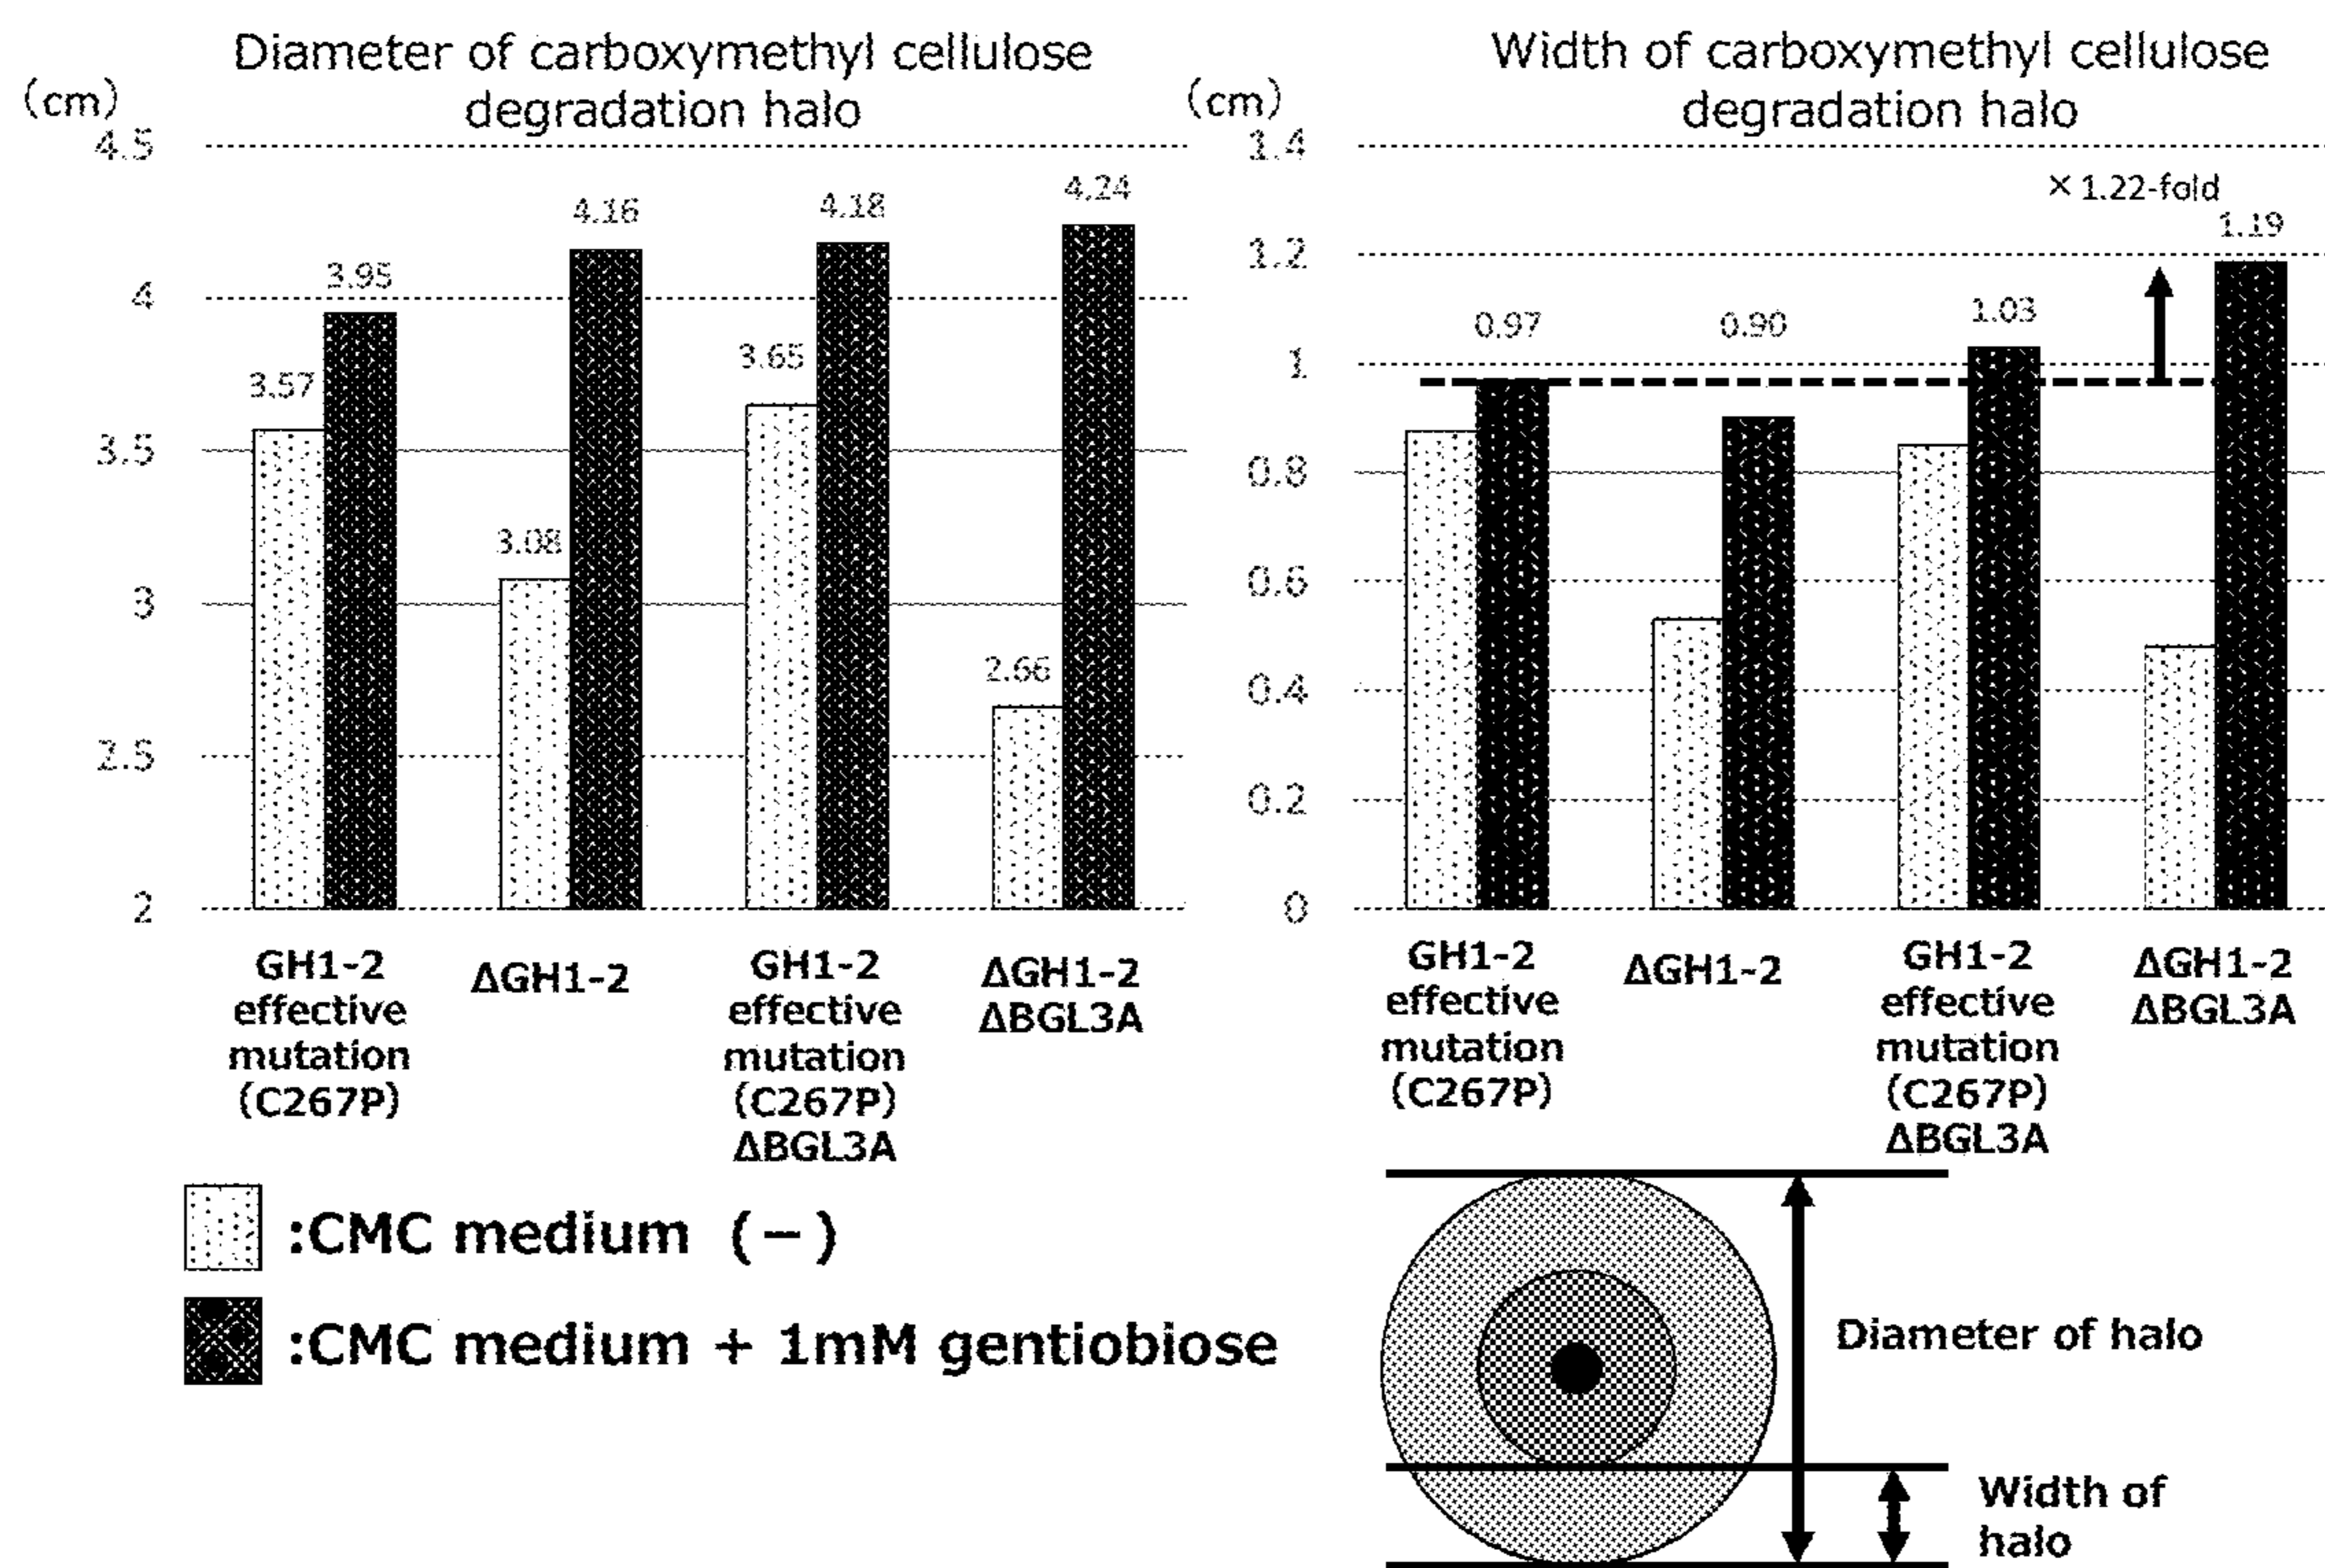 Diameter of carboxymethyl cellulose
degradation halo
(cm)
4.5
4
3.5
3
2.5
2
3.57
3.95
3.08
4.16
3.65
4.18
2.66
4.24
GH1-2
effective
mutation
(C267P)
ΔGH1-2
GH1-2
effective
mutation
(C267P)
ΔBGL3A
ΔGH1-2
ΔBGL3A
Width of carboxymethyl cellulose
degradation halo
(cm)
1.4
1.2
1
0.8
0.6
0.4
0.2
0
0.97
0.90
1.03
× 1.22-fold
1.19
GH1-2
effective
mutation
(C267P)
ΔGH1-2
GH1-2
effective
mutation
(C267P)
ΔBGL3A
ΔGH1-2
ΔBGL3A
:CMC medium (−)
:CMC medium + 1mM gentiobiose
Diameter of halo
Width of
halo